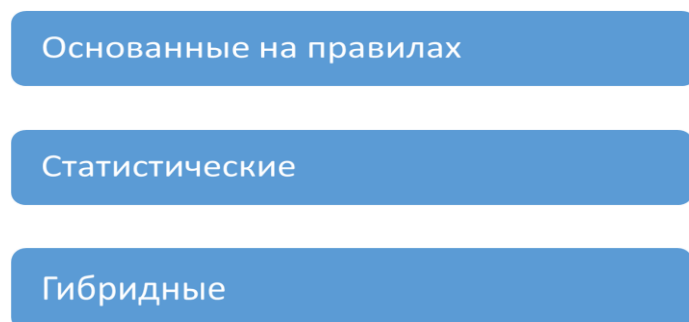 Основанные на правилах
Статистические
Гибридные